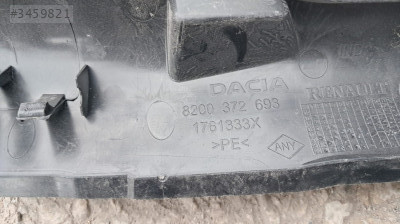 #3459821
DACIA
8200 372 693
1761333X
>PE<
ANY
RENAULT